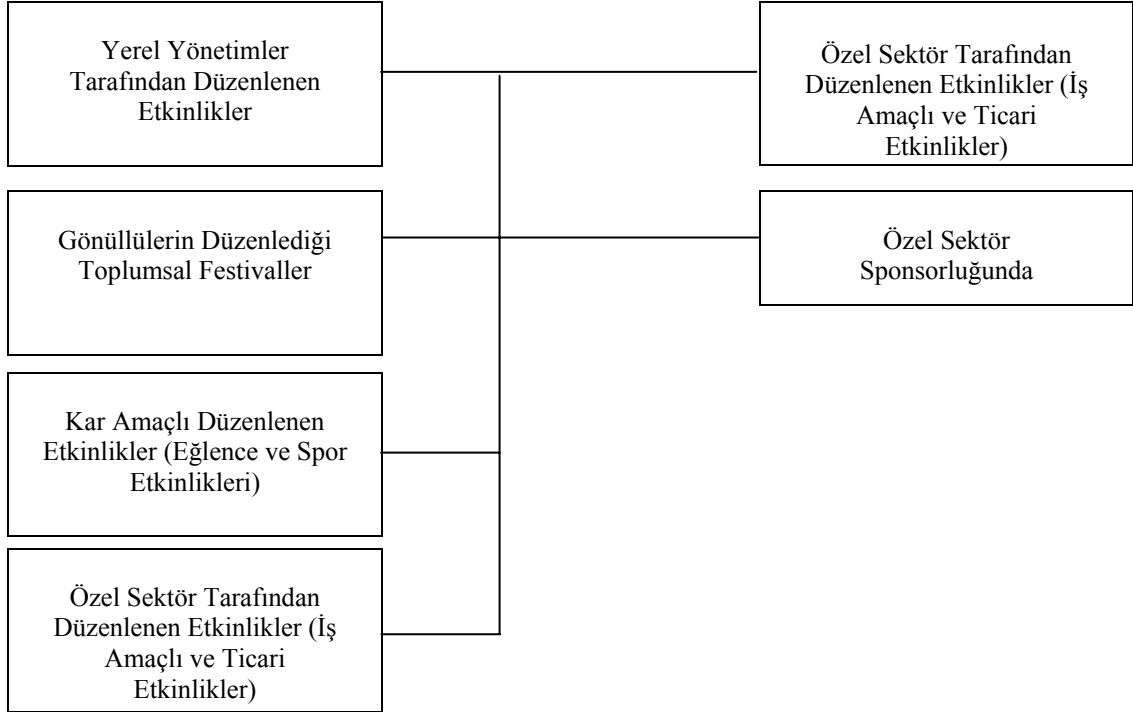 Yerel Yönetimler
Tarafından Düzenlenen
Etkinlikler
Özel Sektör Tarafından
Düzenlenen Etkinlikler (İş
Amaçlı ve Ticari
Etkinlikler)
Gönüllülerin Düzenlediği
Toplumsal Festivaller
Özel Sektör
Sponsorluğunda
Kar Amaçlı Düzenlenen
Etkinlikler (Eğlence ve Spor
Etkinlikleri)
Özel Sektör Tarafından
Düzenlenen Etkinlikler (İş
Amaçlı ve Ticari
Etkinlikler)